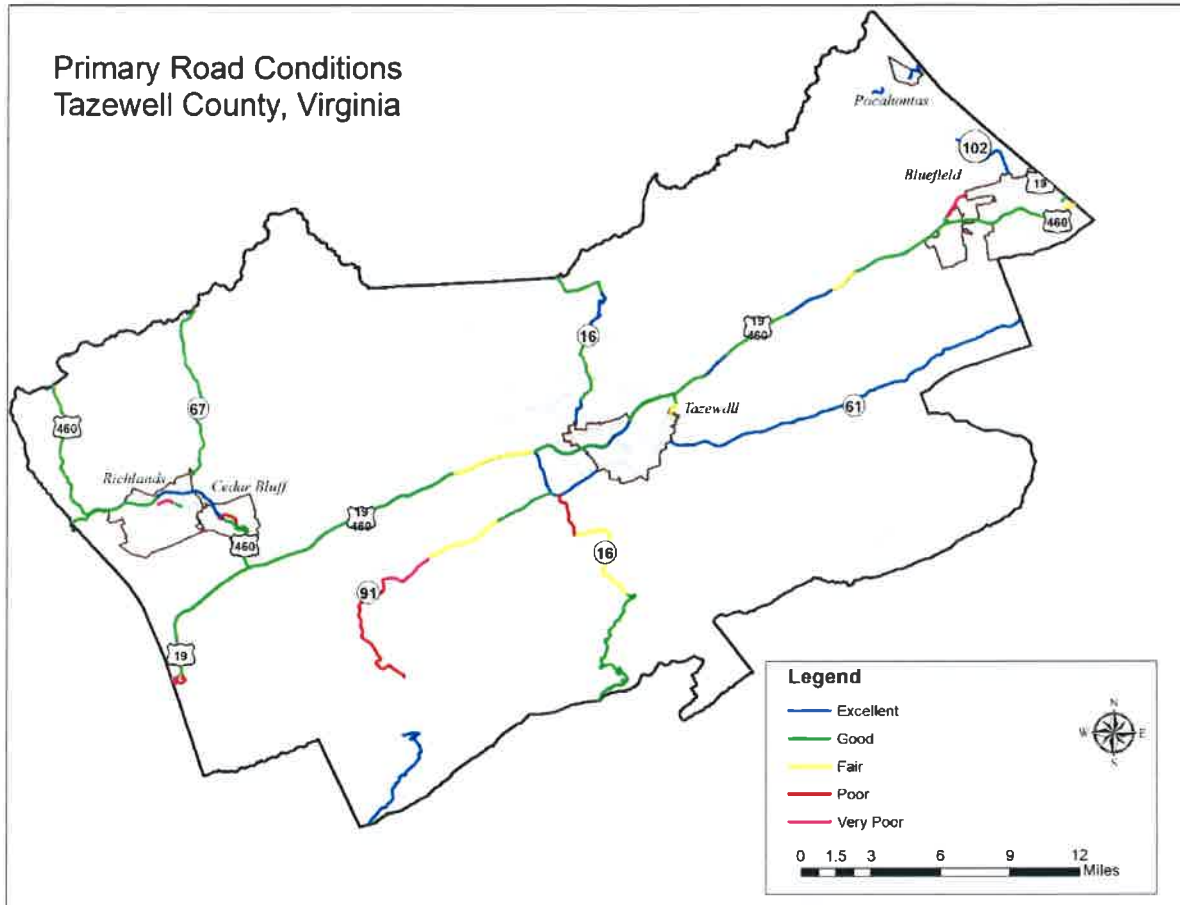 Primary Road Conditions
Tazewell County, Virginia
Pocahontas
102
Bluefield
19
460
19
460
16
Tazewell
61
67
460
Richlands
Cedar Bluff
460
19
460
16
91
19
Legend
Excellent
Good
Fair
Poor
Very Poor
N
W E
S
0 1.5 3 6 9 12
Miles